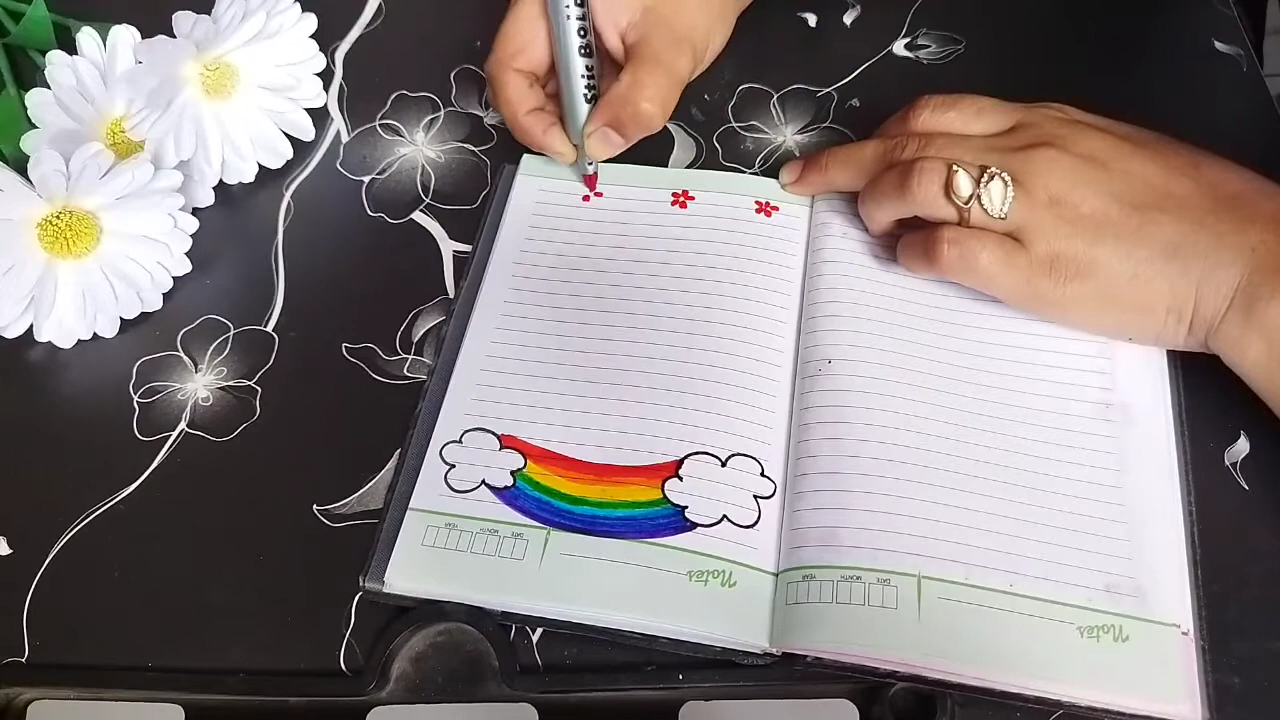 Stic BOLD
YEAR
MONTH
DATE
Notes
YEAR
MONTH
DATE
Notes